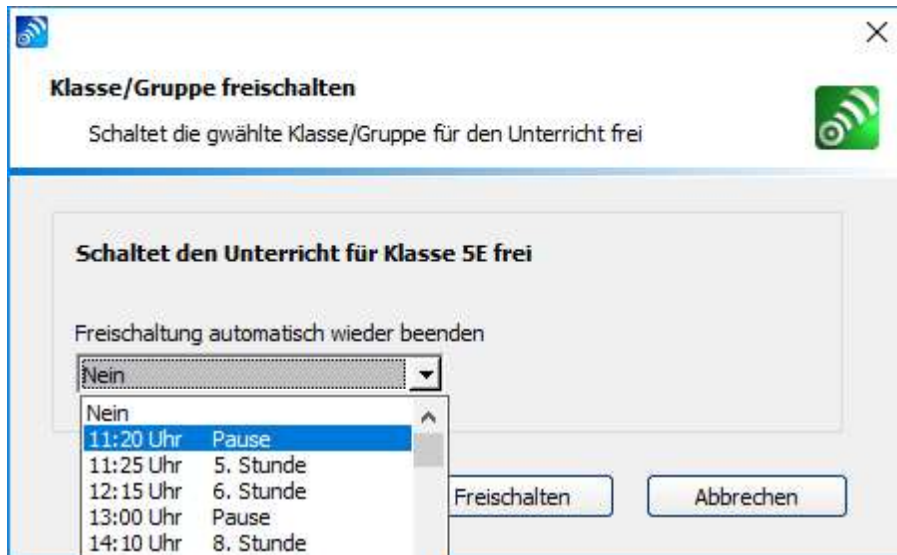 Klasse/Gruppe freischalten
Schaltet die gwählte Klasse/Gruppe für den Unterricht frei
Schaltet den Unterricht für Klasse 5E frei
Freischaltung automatisch wieder beenden
Nein
Nein
11:20 Uhr Pause
11:25 Uhr 5. Stunde
12:15 Uhr 6. Stunde
13:00 Uhr Pause
14:10 Uhr 8. Stunde
Freischalten Abbrechen